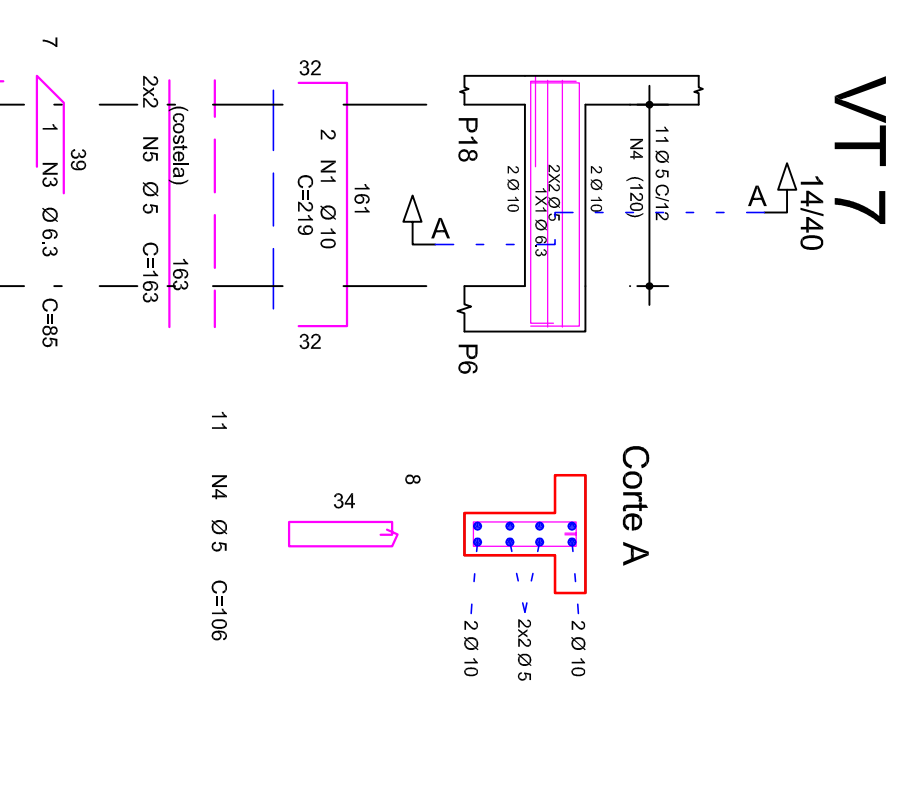 VT 7
14/40
A
11 Ø 5 C/12
N4 (120)
2 Ø 10
2X2 Ø 5
1X1 Ø 6.3
2 Ø 10
P18
P6
A
161
32
2 N1 Ø 10
C=219
32
163
(costela)
2x2 N5 Ø 5 C=163
39
1 N3 Ø 6.3 C=85
7
Corte A
2 Ø 10
2x2 Ø 5
2 Ø 10
8
34
11 N4 Ø 5 C=106